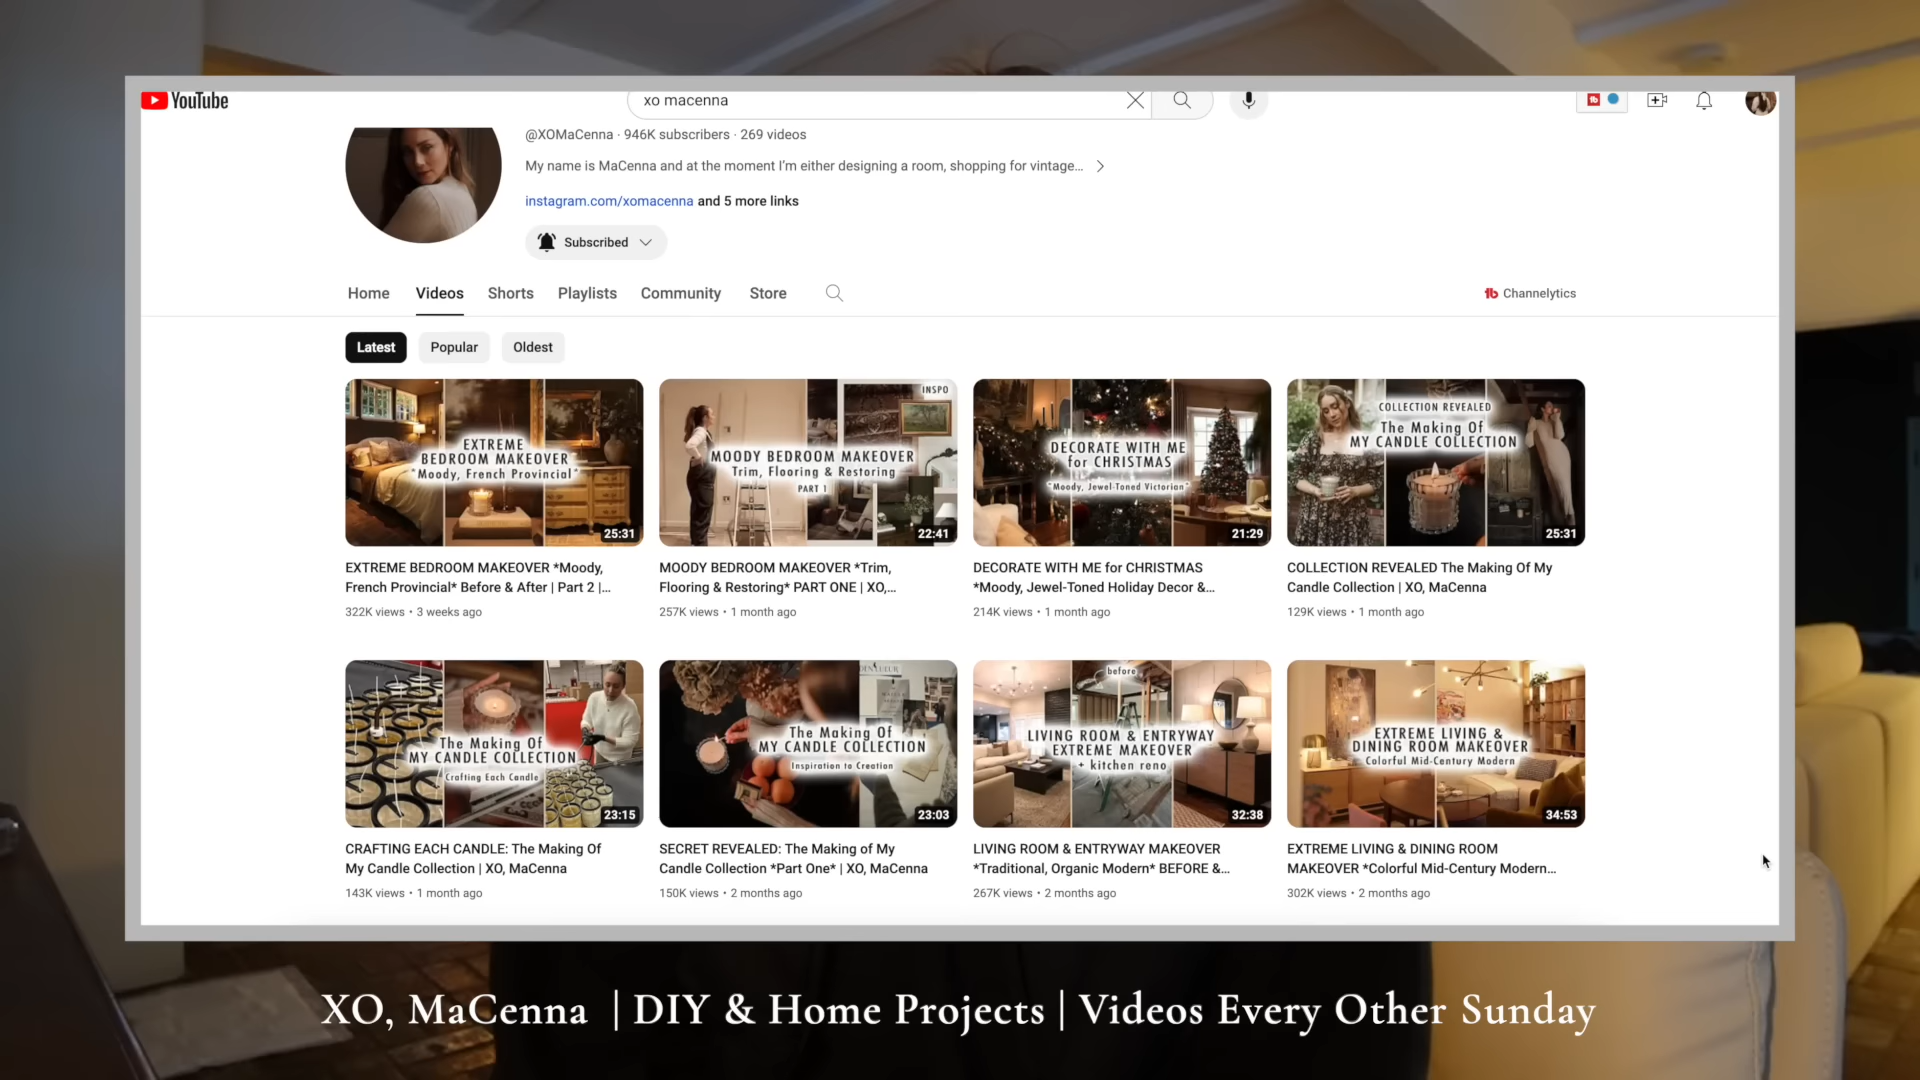 YouTube
xo macenna
@XOMaCenna · 946K subscribers · 269 videos
My name is MaCenna and at the moment I'm either designing a room, shopping for vintage...
instagram.com/xomacenna and 5 more links
Subscribed
Home Videos Shorts Playlists Community Store
Channelytics
Latest Popular Oldest
EXTREME
BEDROOM MAKEOVER
"Moody, French Provincial"
25:31
INSPO
MOODY BEDROOM MAKEOVER
Trim, Flooring & Restoring
PART 1
22:41
DECORATE WITH ME
for CHRISTMAS
"Moody, Jewel-Toned Victorian"
21:29
COLLECTION REVEALED
The Making Of
MY CANDLE COLLECTION
25:31
EXTREME BEDROOM MAKEOVER *Moody,
French Provincial* Before & After | Part 2 |...
322K views • 3 weeks ago
MOODY BEDROOM MAKEOVER *Trim,
Flooring & Restoring* PART ONE | XO,...
257K views • 1 month ago
DECORATE WITH ME for CHRISTMAS
*Moody, Jewel-Toned Holiday Decor &...
214K views • 1 month ago
COLLECTION REVEALED The Making Of My
Candle Collection | XO, MaCenna
129K views • 1 month ago
The Making Of
MY CANDLE COLLECTION
Crafting Each Candle
23:15
The Making Of
MY CANDLE COLLECTION
Inspiration to Creation
23:03
before
LIVING ROOM & ENTRYWAY
EXTREME MAKEOVER
+ kitchen reno
32:38
EXTREME LIVING &
DINING ROOM MAKEOVER
Colorful Mid-Century Modern
34:53
CRAFTING EACH CANDLE: The Making Of
My Candle Collection | XO, MaCenna
143K views • 1 month ago
SECRET REVEALED: The Making of My
Candle Collection *Part One* | XO, MaCenna
150K views • 2 months ago
LIVING ROOM & ENTRYWAY MAKEOVER
*Traditional, Organic Modern* BEFORE &...
267K views • 2 months ago
EXTREME LIVING & DINING ROOM
MAKEOVER *Colorful Mid-Century Modern...
302K views • 2 months ago
XO, MaCenna | DIY & Home Projects | Videos Every Other Sunday